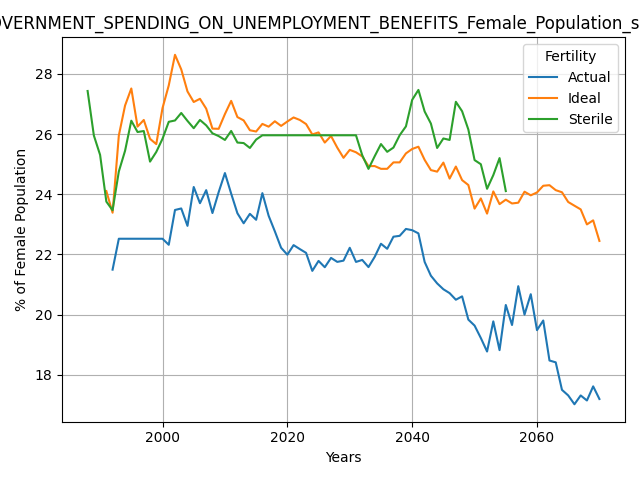 OVERNMENT_SPENDING_ON_UNEMPLOYMENT_BENEFITS_Female_Population_s
Fertility
Actual
Ideal
Sterile
% of Female Population
28
26
24
22
20
18
2000 2020 2040 2060
Years